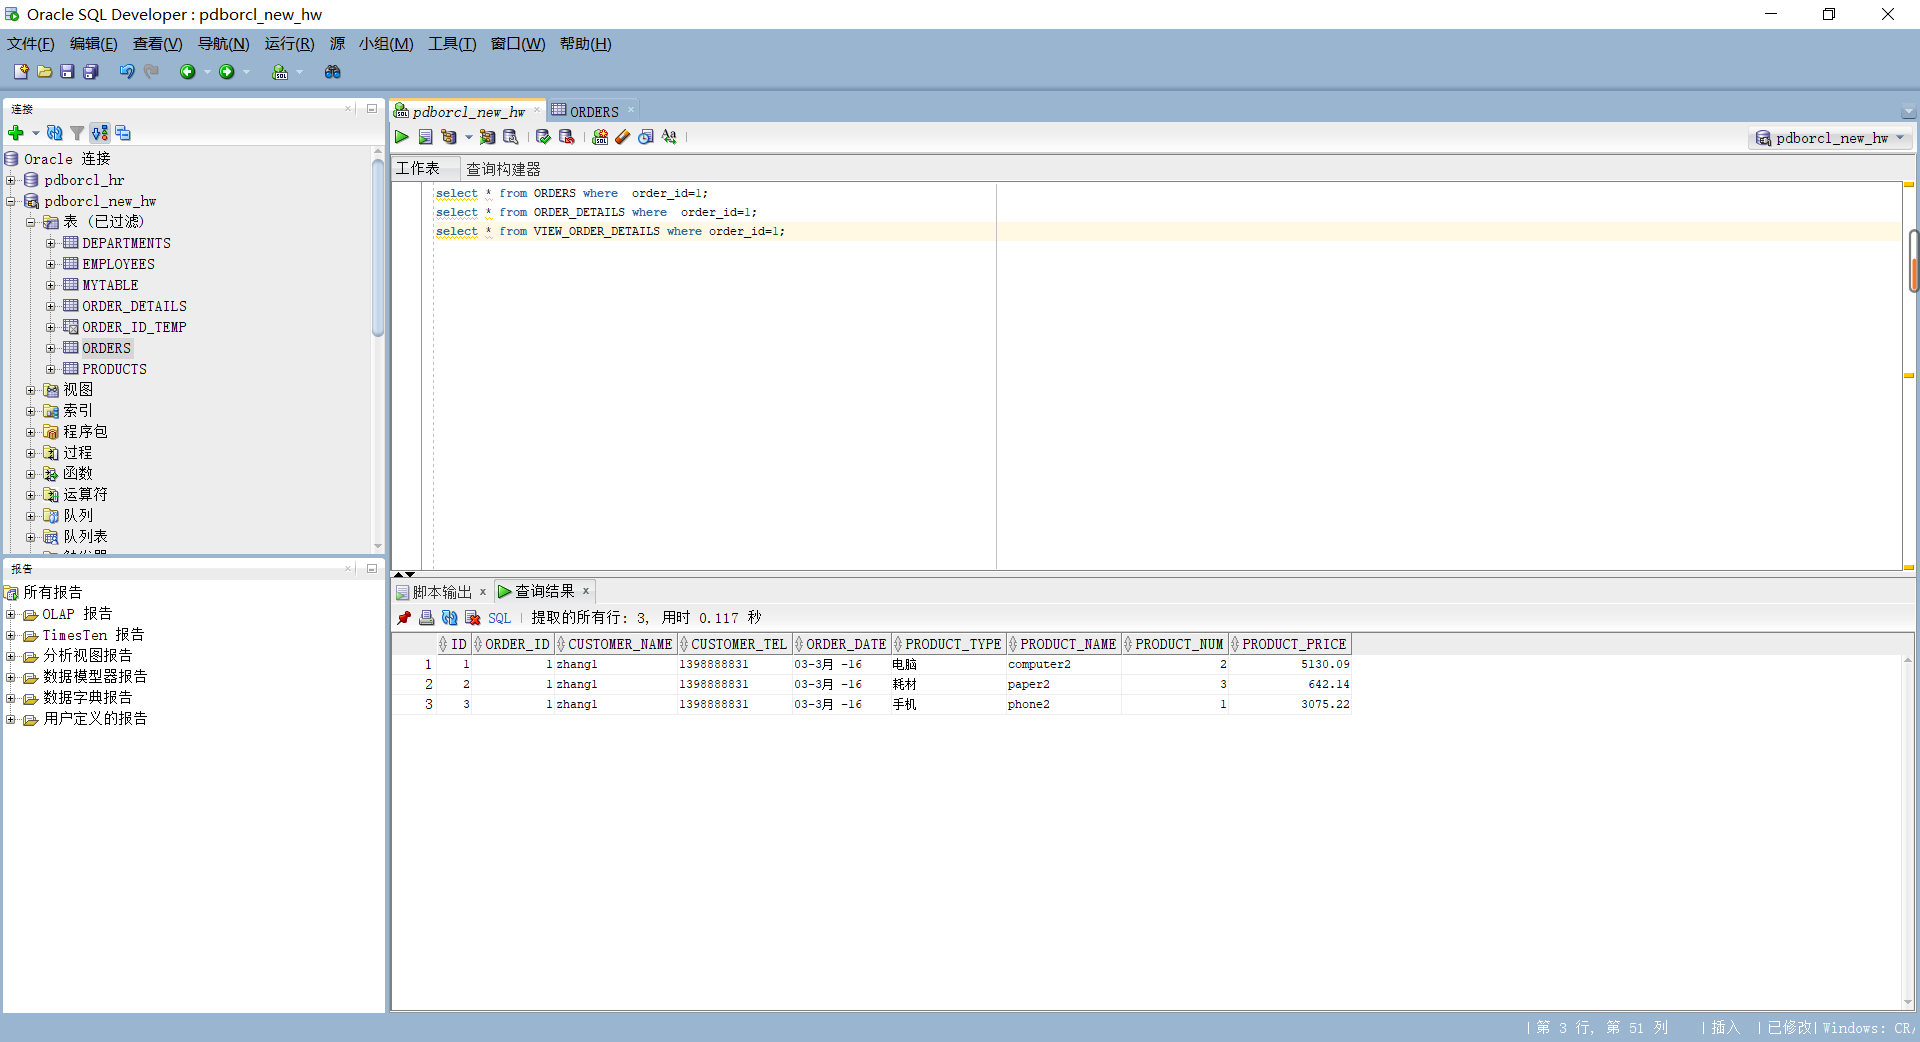 Oracle SQL Developer : pdborcl_new_hw
文件(F) 编辑(E) 查看(V) 导航(N) 运行(R) 源 小组(M) 工具(T) 窗口(W) 帮助(H)
连接
Oracle 连接
pdborcl_hr
pdborcl_new_hw
表 (已过滤)
DEPARTMENTS
EMPLOYEES
MYTABLE
ORDER_DETAILS
ORDER_ID_TEMP
ORDERS
PRODUCTS
视图
索引
程序包
过程
函数
运算符
队列
队列表
报告
所有报告
OLAP 报告
TimesTen 报告
分析视图报告
数据模型器报告
数据字典报告
用户定义的报告
pdborcl_new_hw ORDERS
pdborcl_new_hw
工作表 查询构建器
select * from ORDERS where  order_id=1;
select * from ORDER_DETAILS where  order_id=1;
select * from VIEW_ORDER_DETAILS where order_id=1;
脚本输出 查询结果
SQL 提取的所有行: 3, 用时 0.117 秒
ID ORDER_ID CUSTOMER_NAME CUSTOMER_TEL ORDER_DATE PRODUCT_TYPE PRODUCT_NAME PRODUCT_NUM PRODUCT_PRICE
1 1 1 zhang1 1398888831 03-3月 -16 电脑 computer2 2 5130.09
2 2 1 zhang1 1398888831 03-3月 -16 耗材 paper2 3 642.14
3 3 1 zhang1 1398888831 03-3月 -16 手机 phone2 1 3075.22
第 3 行, 第 51 列 插入 已修改 Windows: CR/